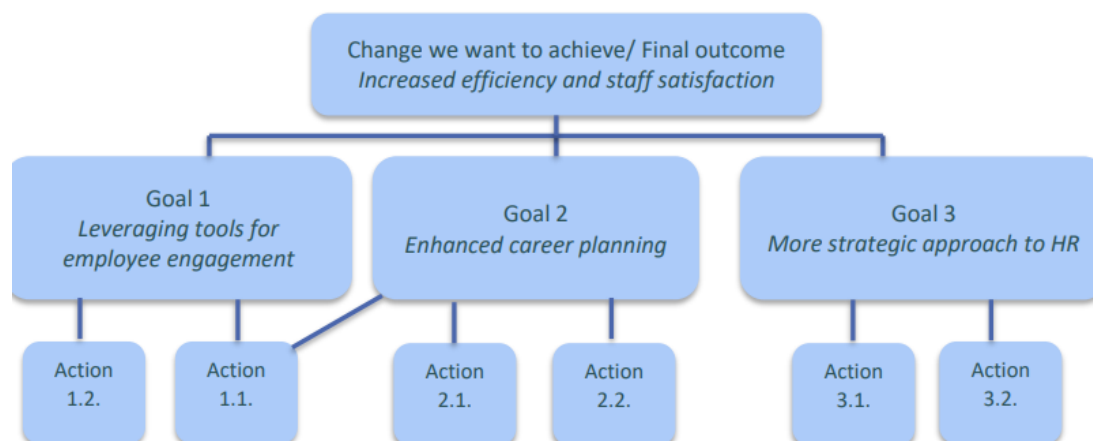 Change we want to achieve/ Final outcome
Increased efficiency and staff satisfaction
Goal 1
Leveraging tools for
employee engagement
Goal 2
Enhanced career planning
Goal 3
More strategic approach to HR
Action
1.2.
Action
1.1.
Action
2.1.
Action
2.2.
Action
3.1.
Action
3.2.